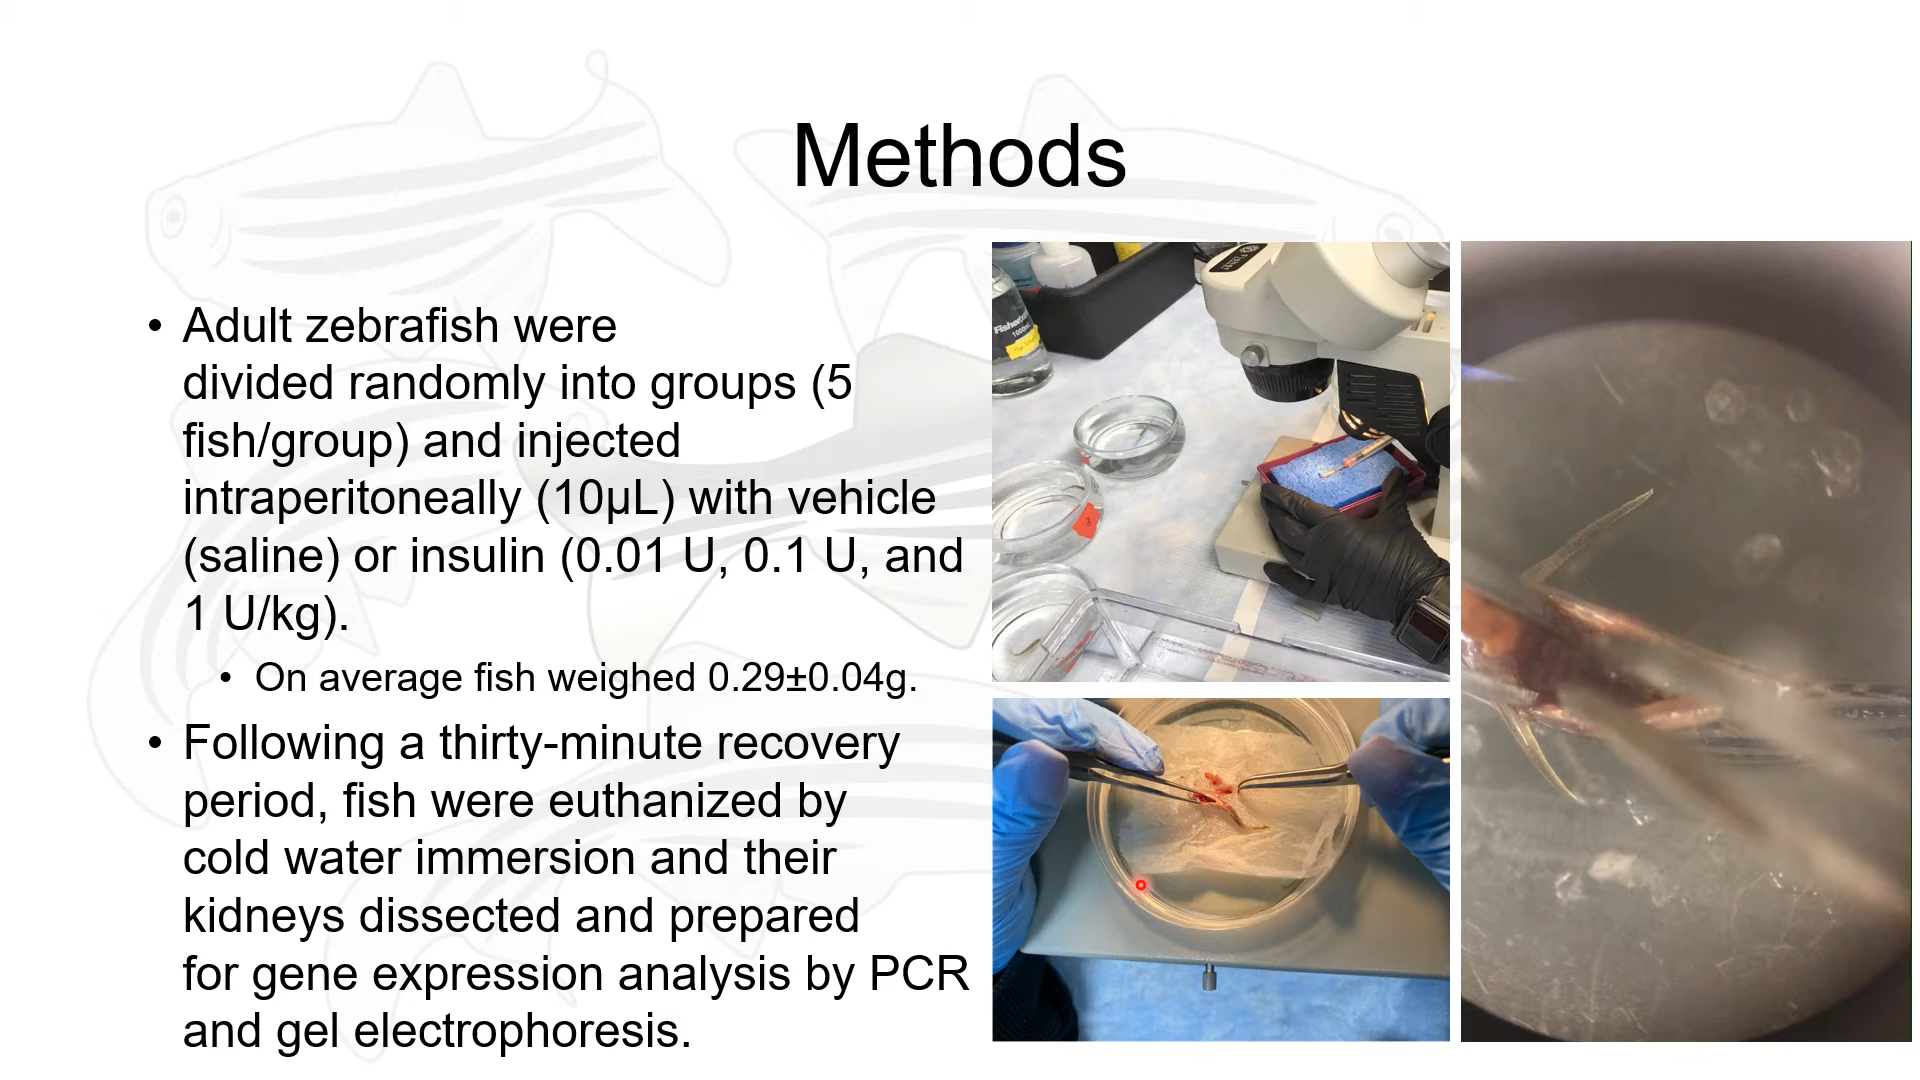 Methods
• Adult zebrafish were
divided randomly into groups (5
fish/group) and injected
intraperitoneally (10µL) with vehicle
(saline) or insulin (0.01 U, 0.1 U, and
1 U/kg).
• On average fish weighed 0.29±0.04g.
• Following a thirty-minute recovery
period, fish were euthanized by
cold water immersion and their
kidneys dissected and prepared
for gene expression analysis by PCR
and gel electrophoresis.